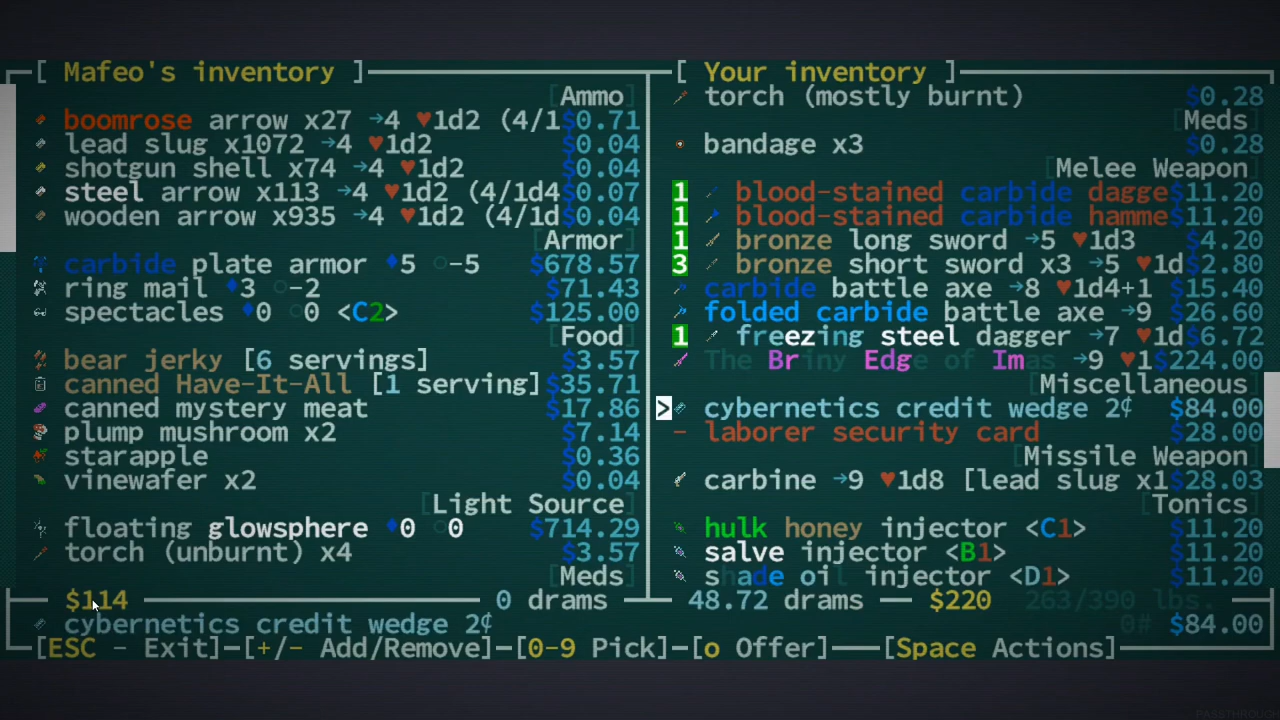 [ Mafeo's inventory ]
[Ammo]
boomrose arrow x27 →4 ♥1d2 (4/1$0.71
lead slug x1072 →4 ♥1d2 $0.04
shotgun shell x74 →4 ♥1d2 $0.04
steel arrow x113 →4 ♥1d2 (4/1d4$0.07
wooden arrow x935 →4 ♥1d2 (4/1d$0.04
[Armor]
carbide plate armor ♦5 ○-5 $678.57
ring mail ♦3 ○-2 $71.43
spectacles ♦0 ○0 <C2> $125.00
[Food]
bear jerky [6 servings] $3.57
canned Have-It-All [1 serving]$35.71
canned mystery meat $17.86
plump mushroom x2 $7.14
starapple $0.36
vinewafer x2 $0.04
[Light Source]
floating glowsphere ♦0 ○0 $714.29
torch (unburnt) x4 $3.57
[Meds]
[ Your inventory ]
torch (mostly burnt) $0.28
[Meds]
bandage x3 $0.28
[Melee Weapon]
1 blood-stained carbide dagge$11.20
1 blood-stained carbide hamme$11.20
1 bronze long sword →5 ♥1d3 $4.20
3 bronze short sword x3 →5 ♥1d$2.80
carbide battle axe →8 ♥1d4+1 $15.40
folded carbide battle axe →9 $26.60
1 freezing steel dagger →7 ♥1d$6.72
The Briny Edge of Imas →9 ♥1$224.00
[Miscellaneous]
> cybernetics credit wedge 2¢ $84.00
- laborer security card $28.00
[Missile Weapon]
carbine →9 ♥1d8 [lead slug x1$28.03
[Tonics]
hulk honey injector <C1> $11.20
salve injector <B1> $11.20
shade oil injector <D1> $11.20
$114 0 drams 48.72 drams $220 263/390 lbs.
cybernetics credit wedge 2¢ 0# $84.00
[ESC - Exit]-[+/- Add/Remove]-[0-9 Pick]-[o Offer] [Space Actions]